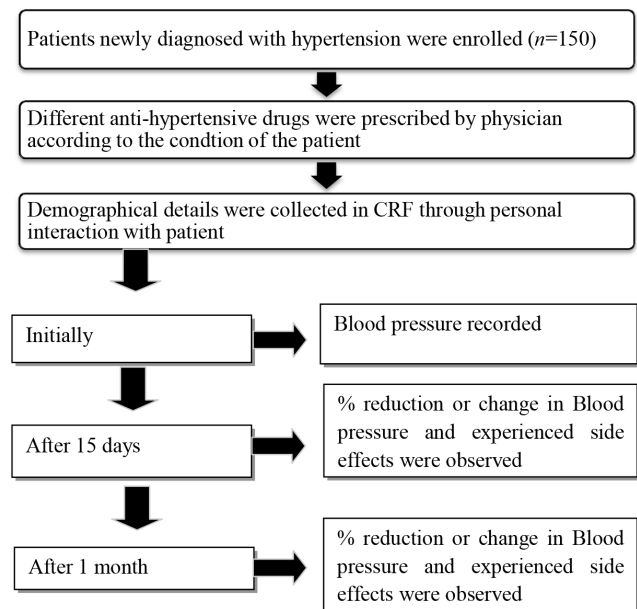 Patients newly diagnosed with hypertension were enrolled (n=150)
Different anti-hypertensive drugs were prescribed by physician
according to the condtion of the patient
Demographical details were collected in CRF through personal
interaction with patient
Initially
Blood pressure recorded
After 15 days
% reduction or change in Blood
pressure and experienced side
effects were observed
After 1 month
% reduction or change in Blood
pressure and experienced side
effects were observed